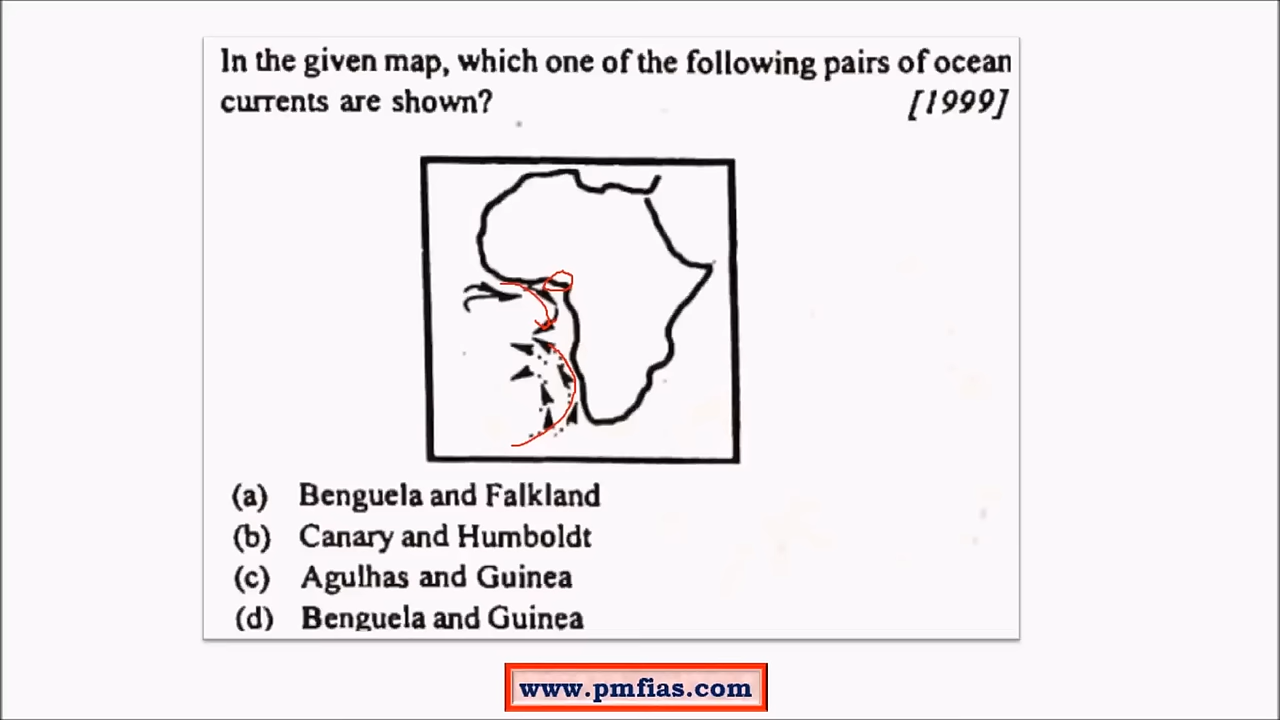 In the given map, which one of the following pairs of ocean
currents are shown? [1999]
(a) Benguela and Falkland
(b) Canary and Humboldt
(c) Agulhas and Guinea
(d) Benguela and Guinea
www.pmfias.com